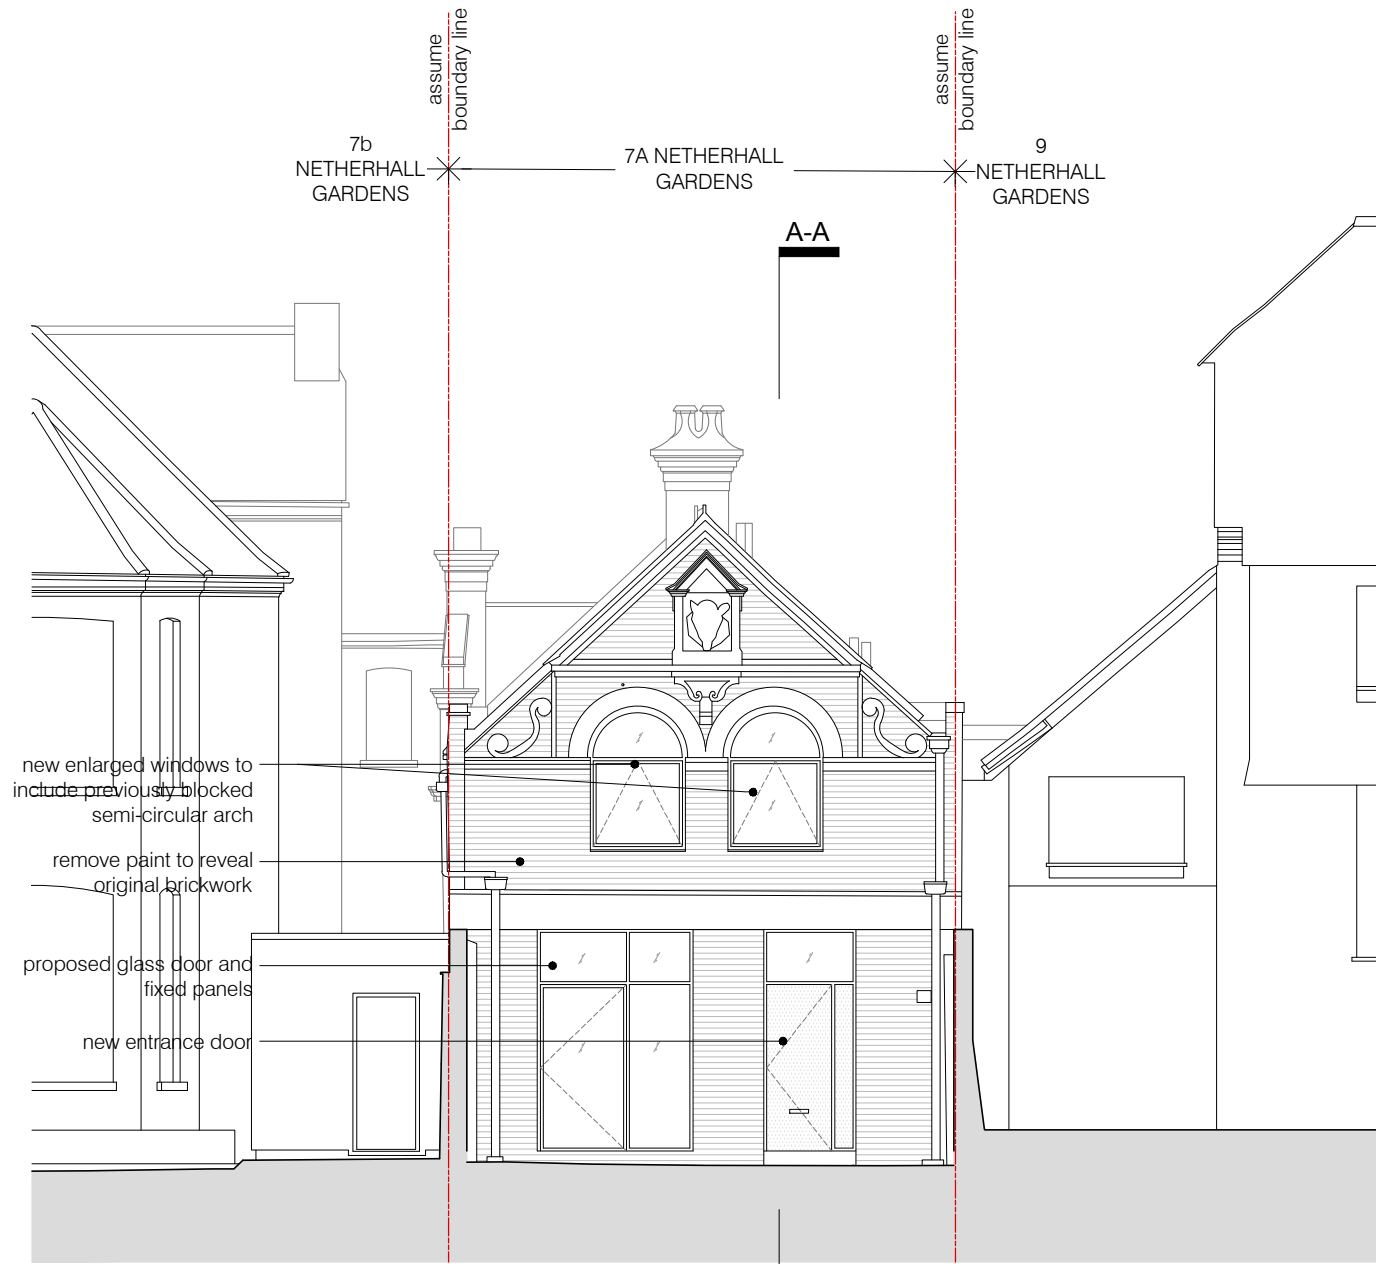 assume
boundary line
assume
boundary line
7b
NETHERHALL
GARDENS
7A NETHERHALL
GARDENS
9
NETHERHALL
GARDENS
A-A
new enlarged windows to
include previously blocked
semi-circular arch
remove paint to reveal
original brickwork
proposed glass door and
fixed panels
new entrance door